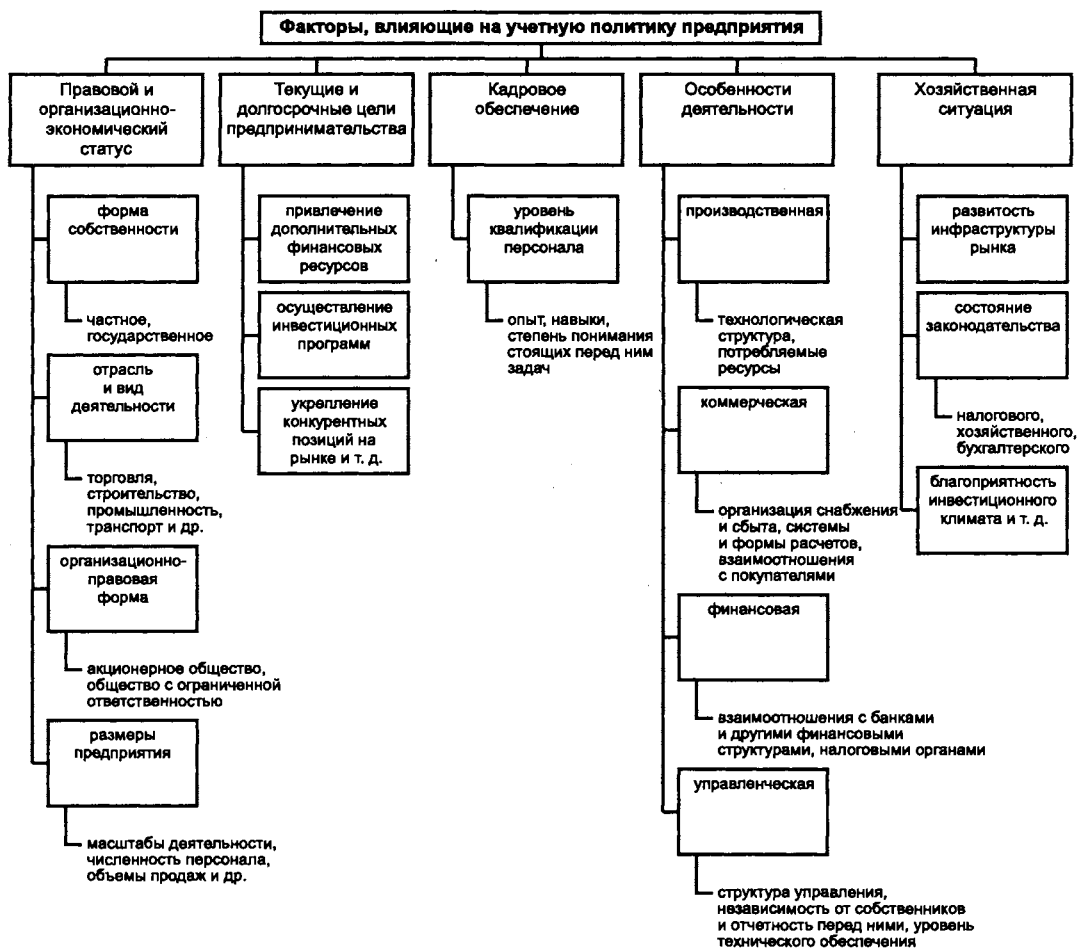 Факторы, влияющие на учетную политику предприятия
Правовой и
организационно-
экономический
статус
форма
собственности
частное,
государственное
отрасль
и вид
деятельности
торговля,
строительство,
промышленность,
транспорт и др.
организационно-
правовая
форма
акционерное общество,
общество с ограниченной
ответственностью
размеры
предприятия
масштабы деятельности,
численность персонала,
объемы продаж и др.
Текущие и
долгосрочные цели
предпринимательства
привлечение
дополнительных
финансовых
ресурсов
осуществление
инвестиционных
программ
укрепление
конкурентных
позиций на
рынке и т. д.
Кадровое
обеспечение
уровень
квалификации
персонала
опыт, навыки,
степень понимания
стоящих перед ним
задач
Особенности
деятельности
производственная
технологическая
структура,
потребляемые
ресурсы
коммерческая
организация снабжения
и сбыта, системы
и формы расчетов,
взаимоотношения
с покупателями
финансовая
взаимоотношения с банками
и другими финансовыми
структурами, налоговыми органами
управленческая
структура управления,
независимость от собственников
и отчетность перед ними, уровень
технического обеспечения
Хозяйственная
ситуация
развитость
инфраструктуры
рынка
состояние
законодательства
налогового,
хозяйственного,
бухгалтерского
благоприятность
инвестиционного
климата и т. д.